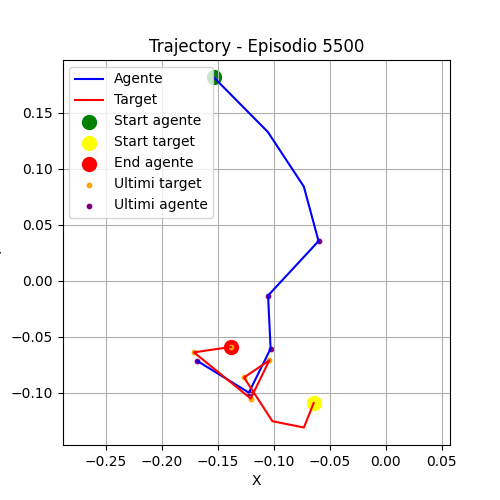 Trajectory - Episodio 5500
Agente
Target
Start agente
Start target
End agente
Ultimi target
Ultimi agente
0.15
0.10
0.05
0.00
−0.05
−0.10
−0.25
−0.20
−0.15
−0.10
−0.05
0.00
0.05
X